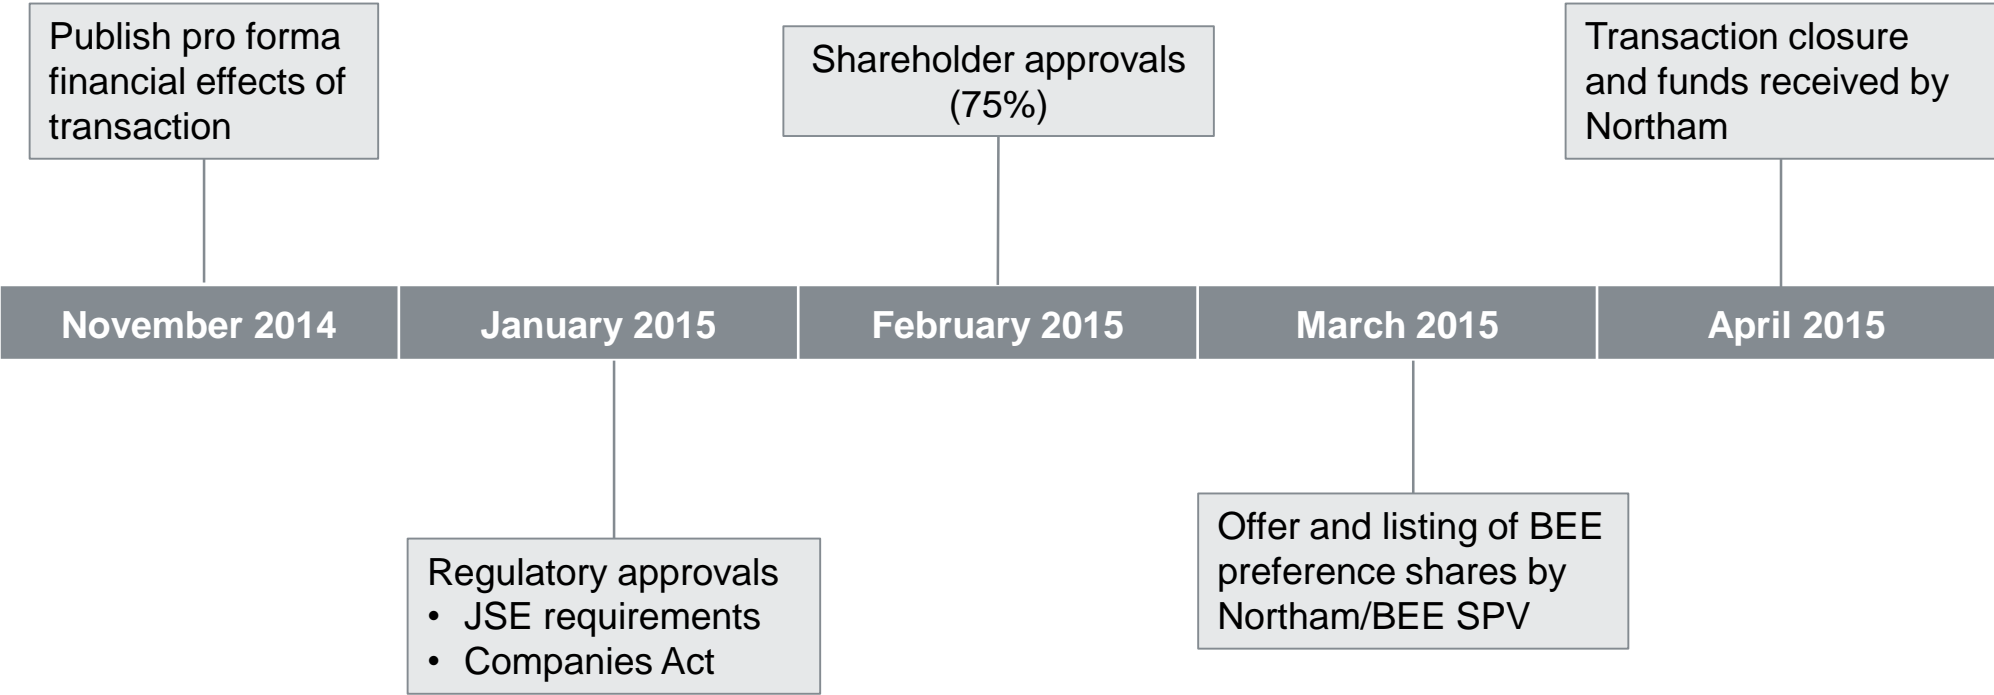 Publish pro forma
financial effects of
transaction
Shareholder approvals
(75%)
Transaction closure
and funds received by
Northam
November 2014
January 2015
February 2015
March 2015
April 2015
Regulatory approvals
• JSE requirements
• Companies Act
Offer and listing of BEE
preference shares by
Northam/BEE SPV